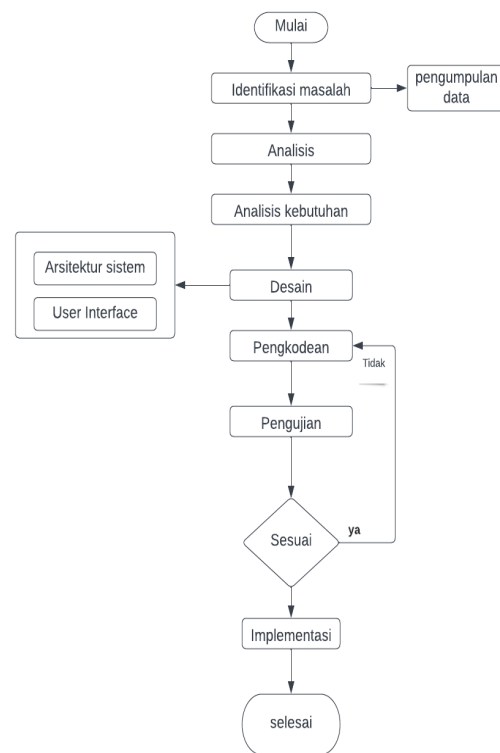 Mulai
Identifikasi masalah
pengumpulan
data
Analisis
Analisis kebutuhan
Arsitektur sistem
User Interface
Desain
Pengkodean
Tidak
Pengujian
Sesuai
ya
Implementasi
selesai